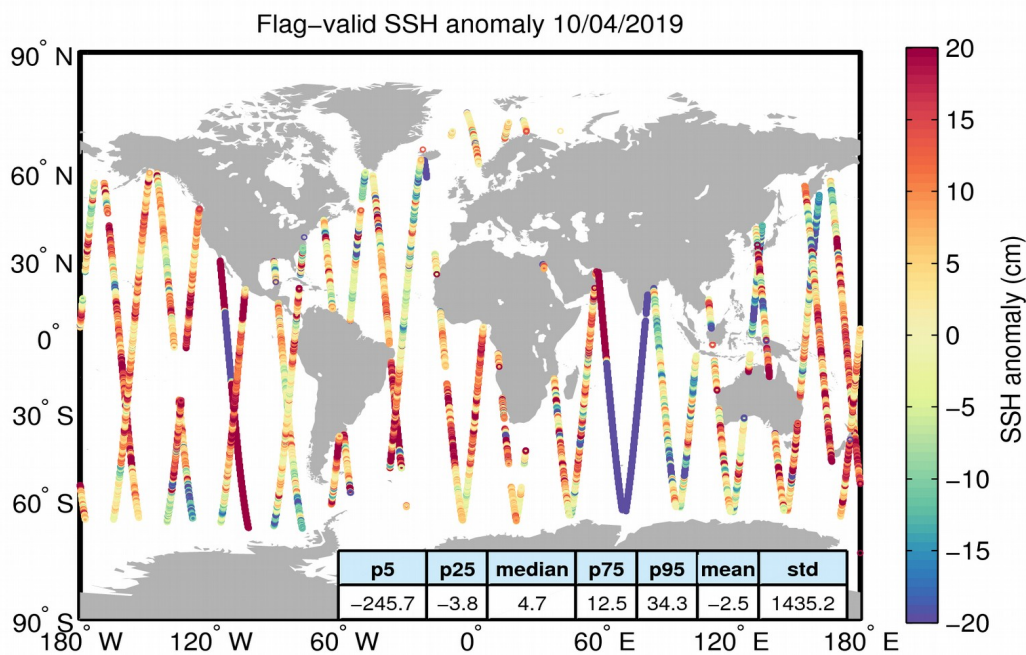 Flag−valid SSH anomaly 10/04/2019
90° N
60° N
30° N
0°
30° S
60° S
90° S
180° W
120° W
60° W
0°
60° E
120° E
180° E
p5 p25 median p75 p95 mean std
−245.7 −3.8 4.7 12.5 34.3 −2.5 1435.2
20
15
10
5
0
−5
−10
−15
−20
SSH anomaly (cm)